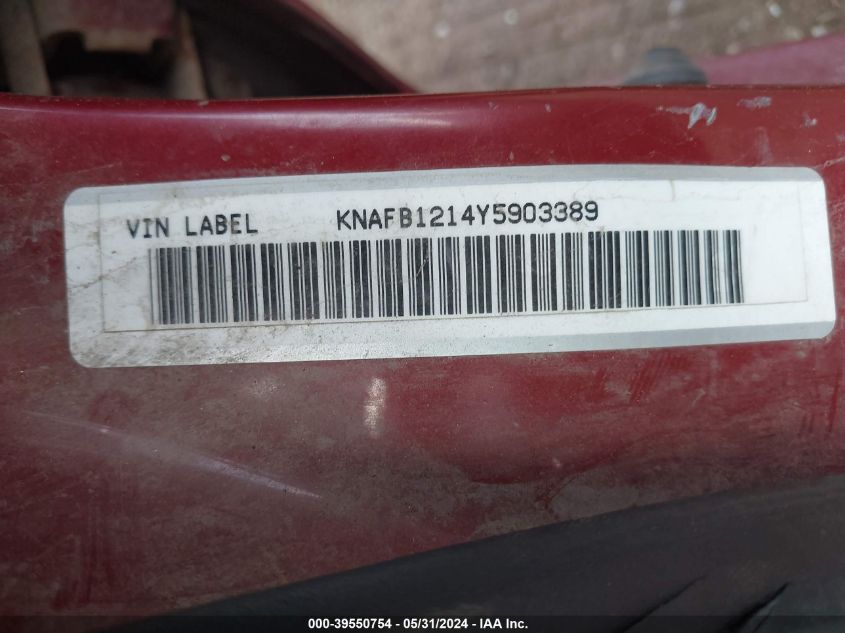 VIN LABEL KNAFB1214Y5903389
000-39550754 - 05/31/2024 - IAA Inc.